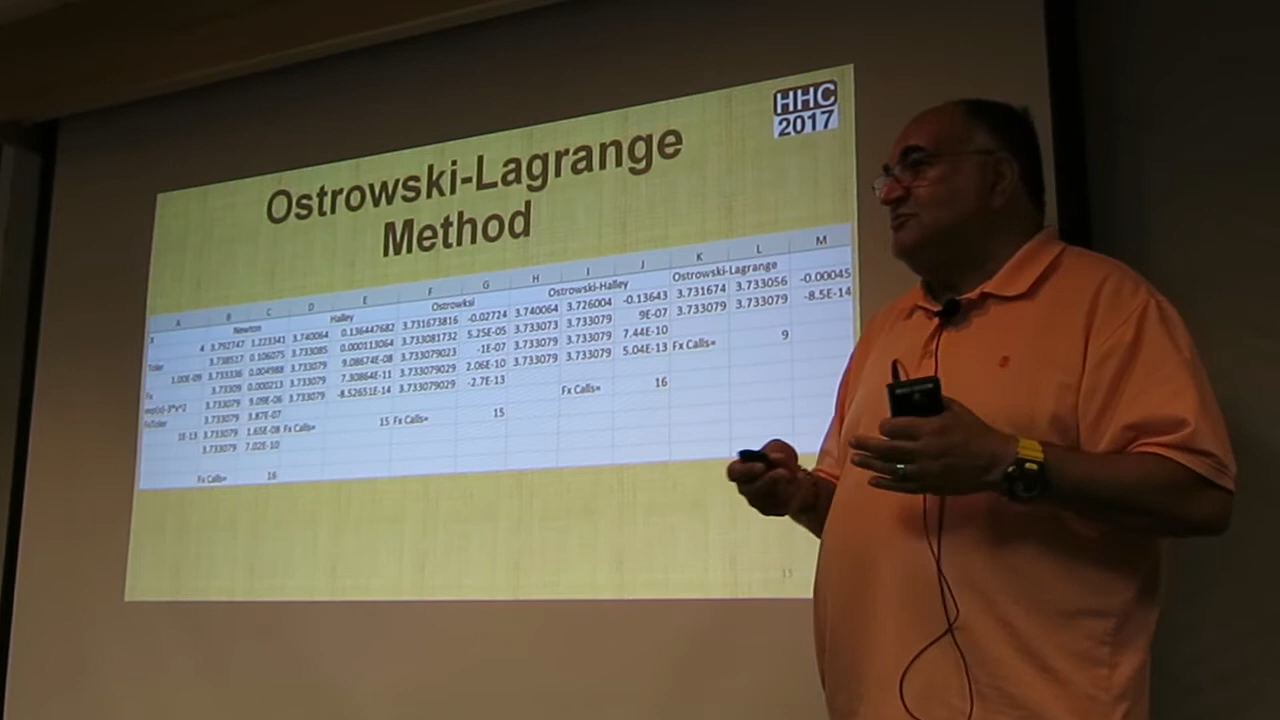 HHC
2017
Ostrowski-Lagrange
Method
A B C D E F G H I J K L M
Newton Halley Ostrowksi Ostrowski-Halley Ostrowski-Lagrange
X 4 3.792747 1.223341 3.740064 0.136447682 3.731673816 -0.02724 3.740064 3.726004 -0.13643 3.731674 3.733056 -0.00045
Toler 3.738517 0.106075 3.733085 0.000113064 3.733081732 5.25E-05 3.733073 3.733079 9E-07 3.733079 3.733079 -8.5E-14
1.00E-09 3.733336 0.004988 3.733079 9.08674E-08 3.733079023 -1E-07 3.733079 3.733079 7.44E-10
Fx 3.73309 0.000213 3.733079 7.30864E-11 3.733079029 2.06E-10 3.733079 3.733079 5.04E-13 Fx Calls= 9
exp(x)-3*x^2 3.733079 9.09E-06 3.733079 -8.52651E-14 3.733079029 -2.7E-13
FxToler 3.733079 3.87E-07 Fx Calls= 16
1E-13 3.733079 1.65E-08 Fx Calls= 15 Fx Calls= 15
3.733079 7.02E-10
Fx Calls= 16
15